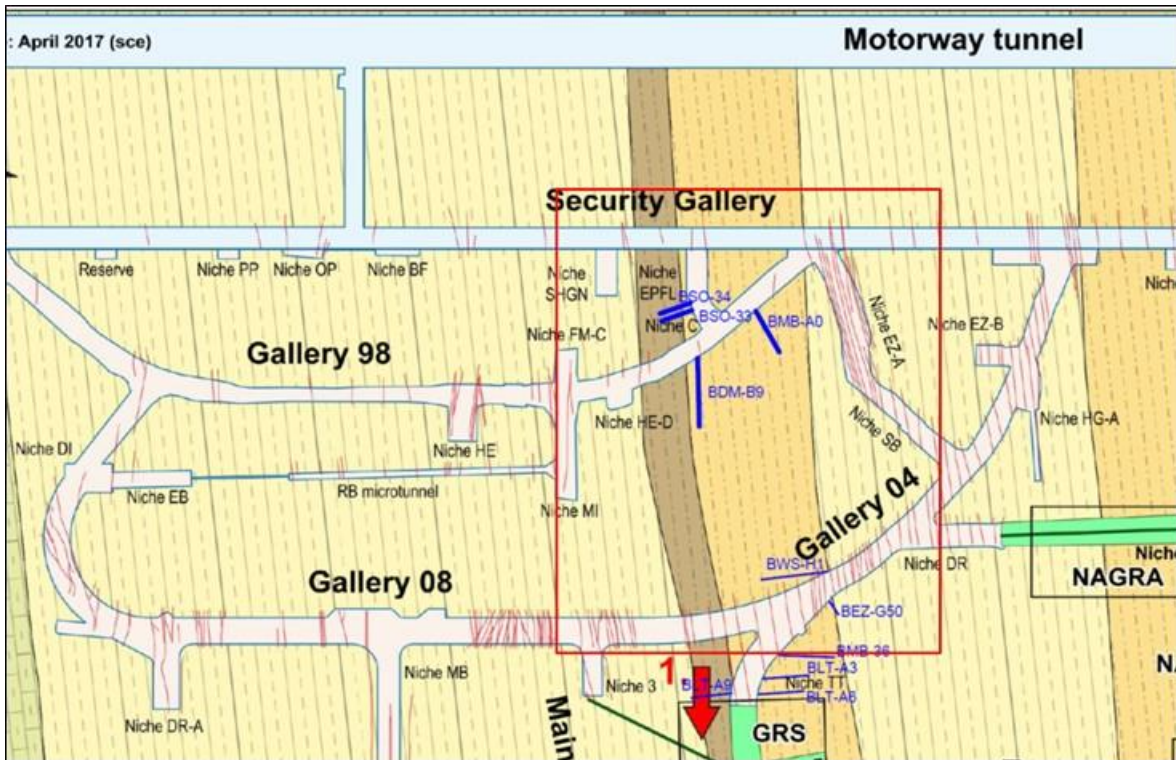 : April 2017 (sce)
Motorway tunnel
Security Gallery
Reserve
Niche PP
Niche OP
Niche BF
Niche
SHGN
Niche
EPFL
BSO-34
BSO-33
Niche C
BMB-A0
Niche EZ-A
Niche EZ-B
Niche FM-C
Gallery 98
BDM-B9
Niche HE-D
Niche HG-A
Niche SB
Niche DI
Niche HE
Niche EB
RB microtunnel
Niche MI
Gallery 04
Niche DR
Niche
NAGRA
BWS-H1
Gallery 08
BEZ-G50
BMB-36
BLT-A3
Niche MB
Niche 3
1.
BLT-A9
Niche TT
BLT-A6
Niche DR-A
Main
GRS